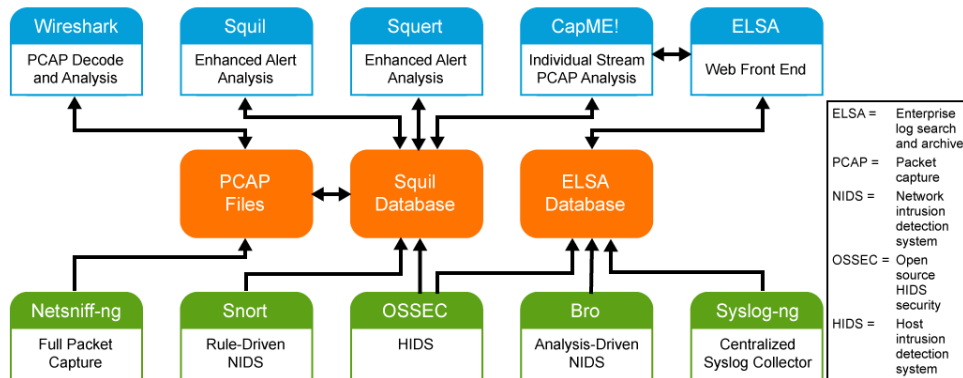 Wireshark
PCAP Decode
and Analysis
Squil
Enhanced Alert
Analysis
Squert
Enhanced Alert
Analysis
CapME!
Individual Stream
PCAP Analysis
ELSA
Web Front End
PCAP
Files
Squil
Database
ELSA
Database
Netsniff-ng
Full Packet
Capture
Snort
Rule-Driven
NIDS
OSSEC
HIDS
Bro
Analysis-Driven
NIDS
Syslog-ng
Centralized
Syslog Collector
ELSA = Enterprise
log search
and archive
PCAP = Packet
capture
NIDS = Network
intrusion
detection
system
OSSEC = Open
source
HIDS
security
HIDS = Host
intrusion
detection
system